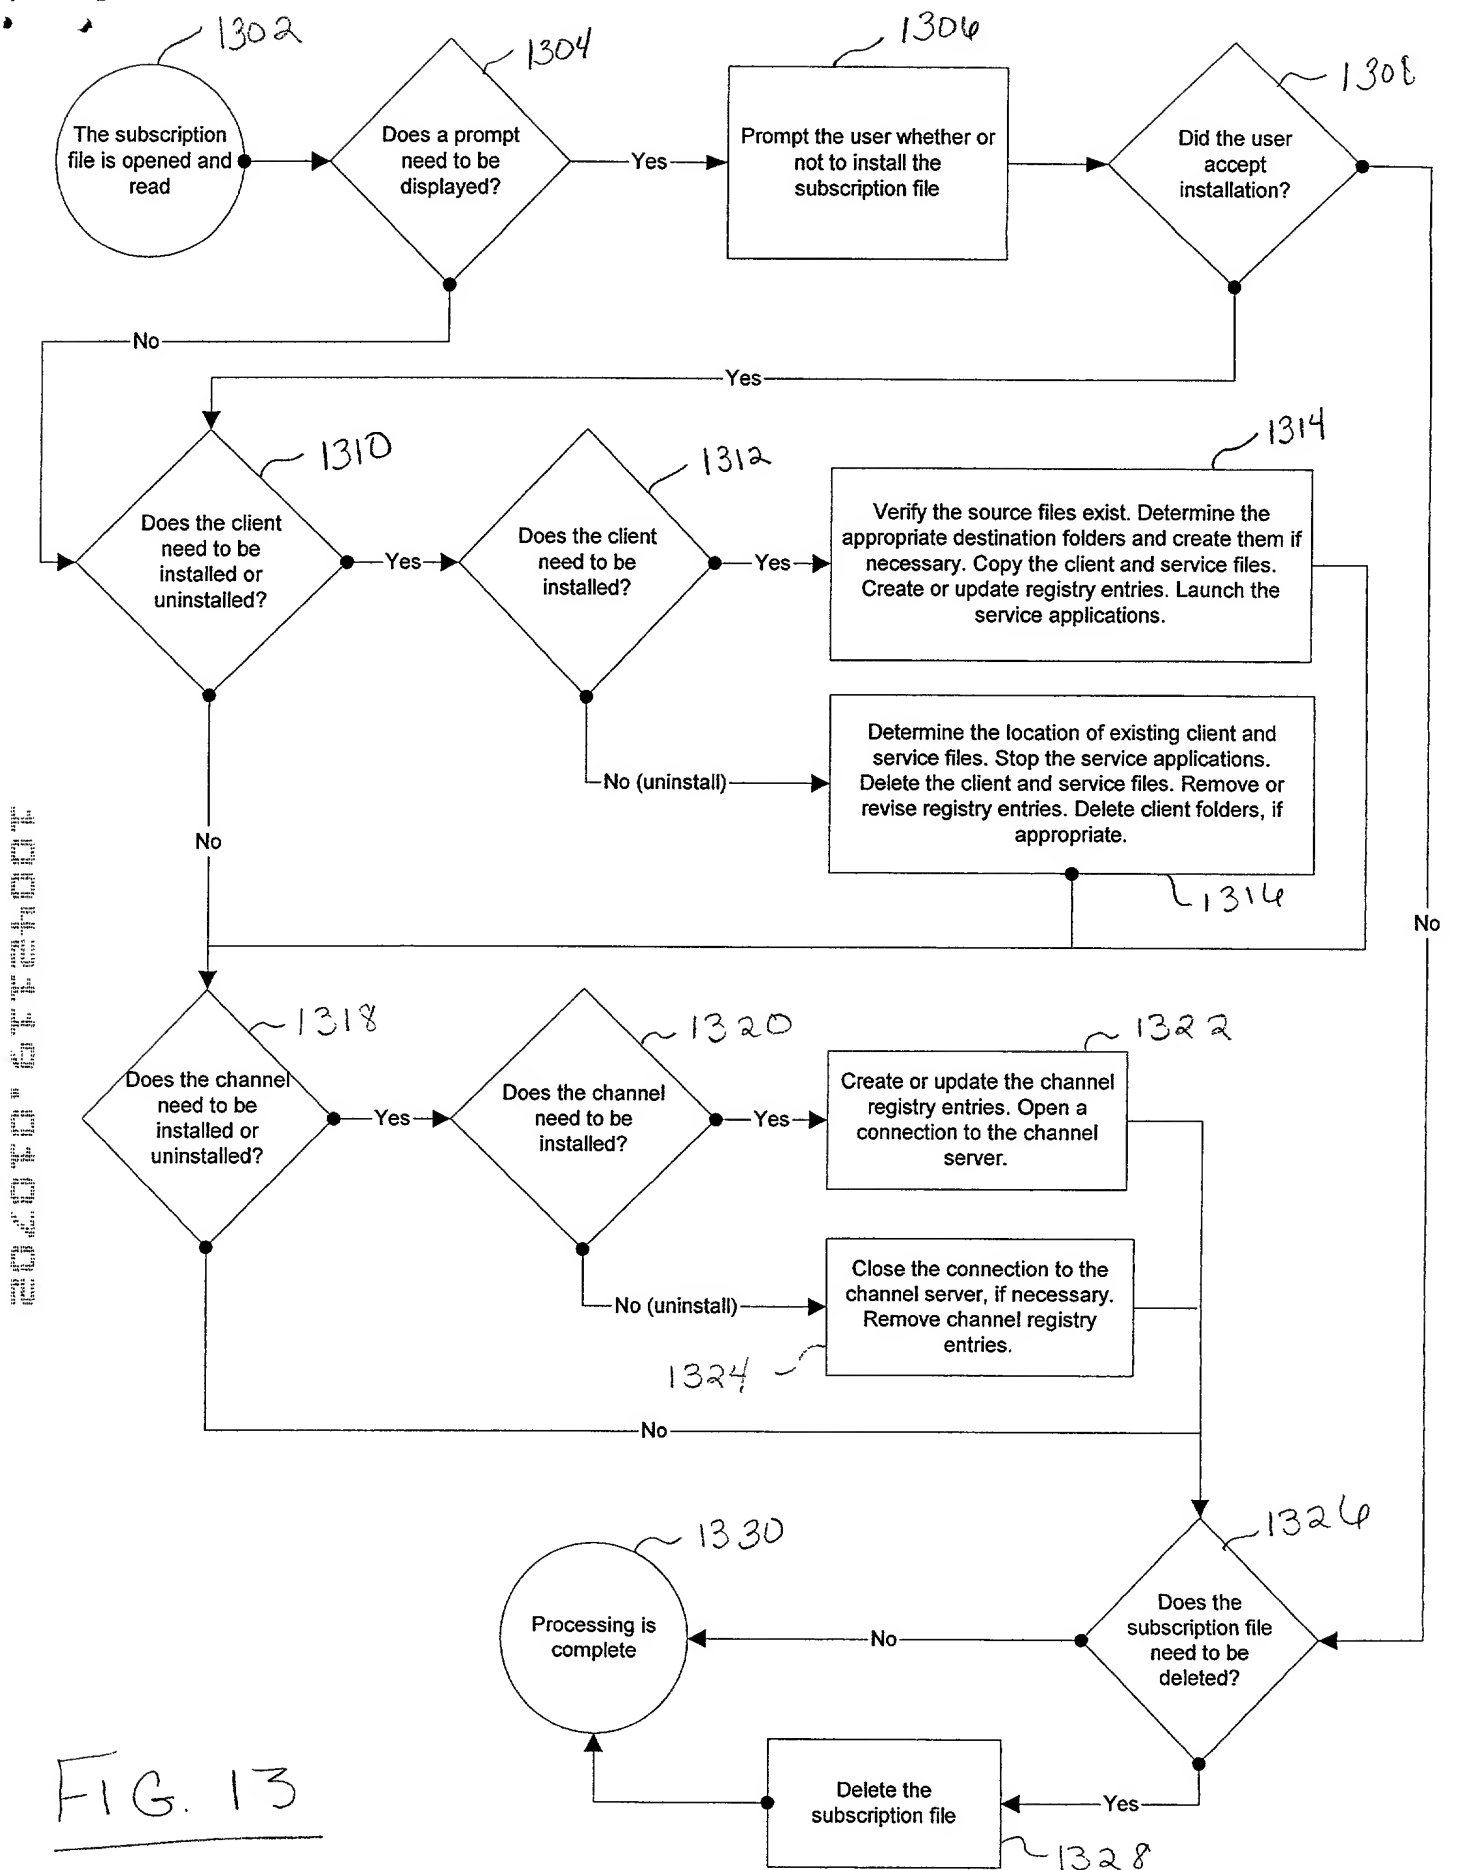 1302
1304
1306
The subscription
file is opened and
read
Does a prompt
need to be
displayed?
Yes
Prompt the user whether or
not to install the
subscription file
Did the user
accept
installation?
No
Yes
1310
1312
1314
Does the client
need to be
installed or
uninstalled?
Yes
Does the client
need to be
installed?
Yes
Verify the source files exist. Determine the
appropriate destination folders and create them if
necessary. Copy the client and service files.
Create or update registry entries. Launch the
service applications.
No (uninstall)
Determine the location of existing client and
service files. Stop the service applications.
Delete the client and service files. Remove or
revise registry entries. Delete client folders, if
appropriate.
1316
No
No
1318
1320
1322
Does the channel
need to be
installed or
uninstalled?
Yes
Does the channel
need to be
installed?
Yes
Create or update the channel
registry entries. Open a
connection to the channel
server.
No (uninstall)
Close the connection to the
channel server, if necessary.
Remove channel registry
entries.
1324
No
1326
1330
Processing is
complete
No
Does the
subscription file
need to be
deleted?
Yes
Delete the
subscription file
1328
FIG. 13